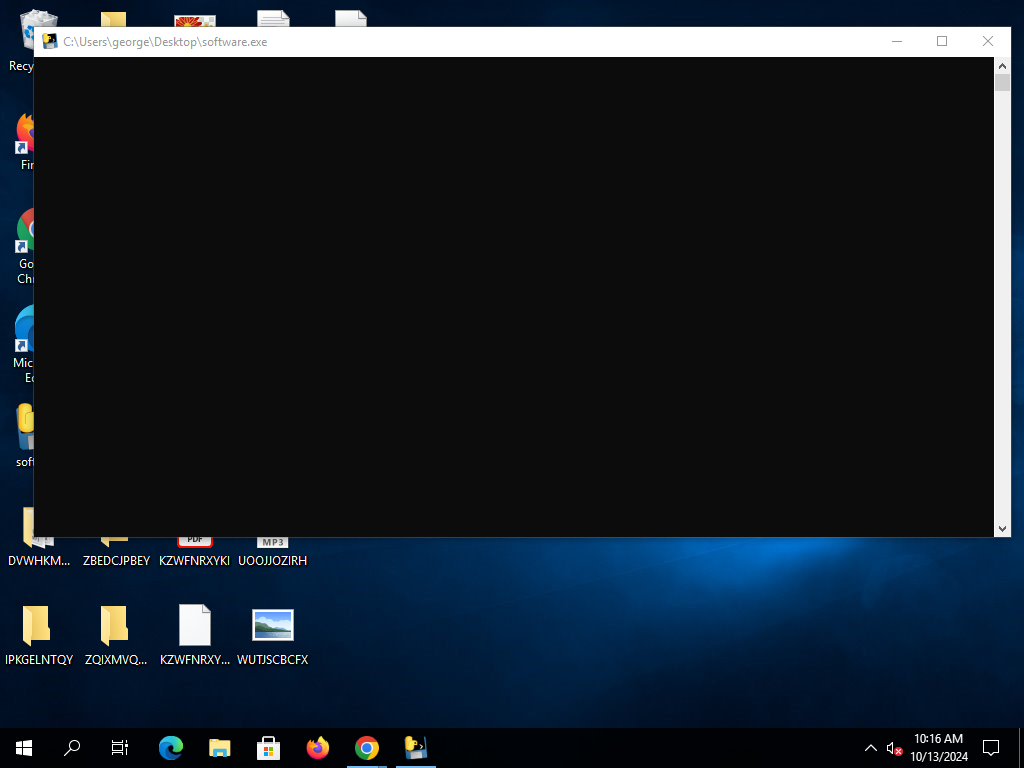 C:\Users\george\Desktop\software.exe
Recy
Fir
Go
Chr
Mic
Ed
soft
DVWHKM...
ZBEDCJPBEY
KZWFNRXYKI
UOOJJOZIRH
PDF
MP3
IPKGELNTQY
ZQIXMVQ...
KZWFNRXY...
WUTJSCBCFX
10:16 AM
10/13/2024